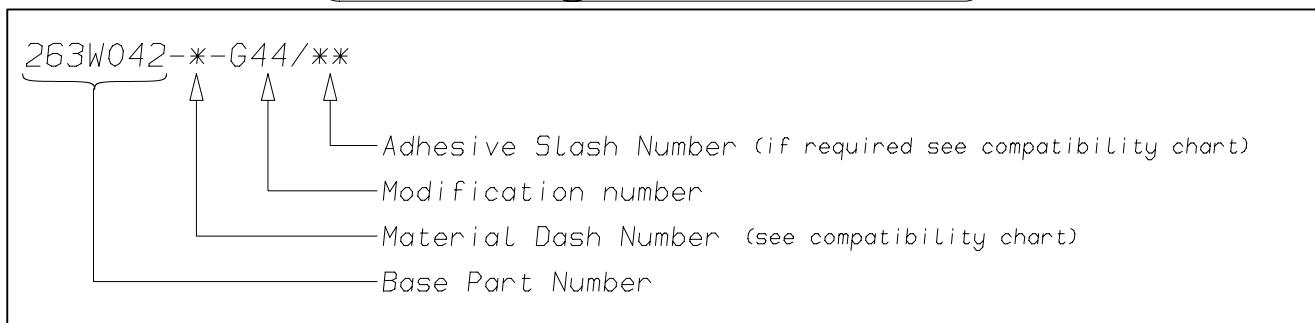 263W042-*-G44/**
Adhesive Slash Number (if required see compatibility chart)
Modification number
Material Dash Number (see compatibility chart)
Base Part Number